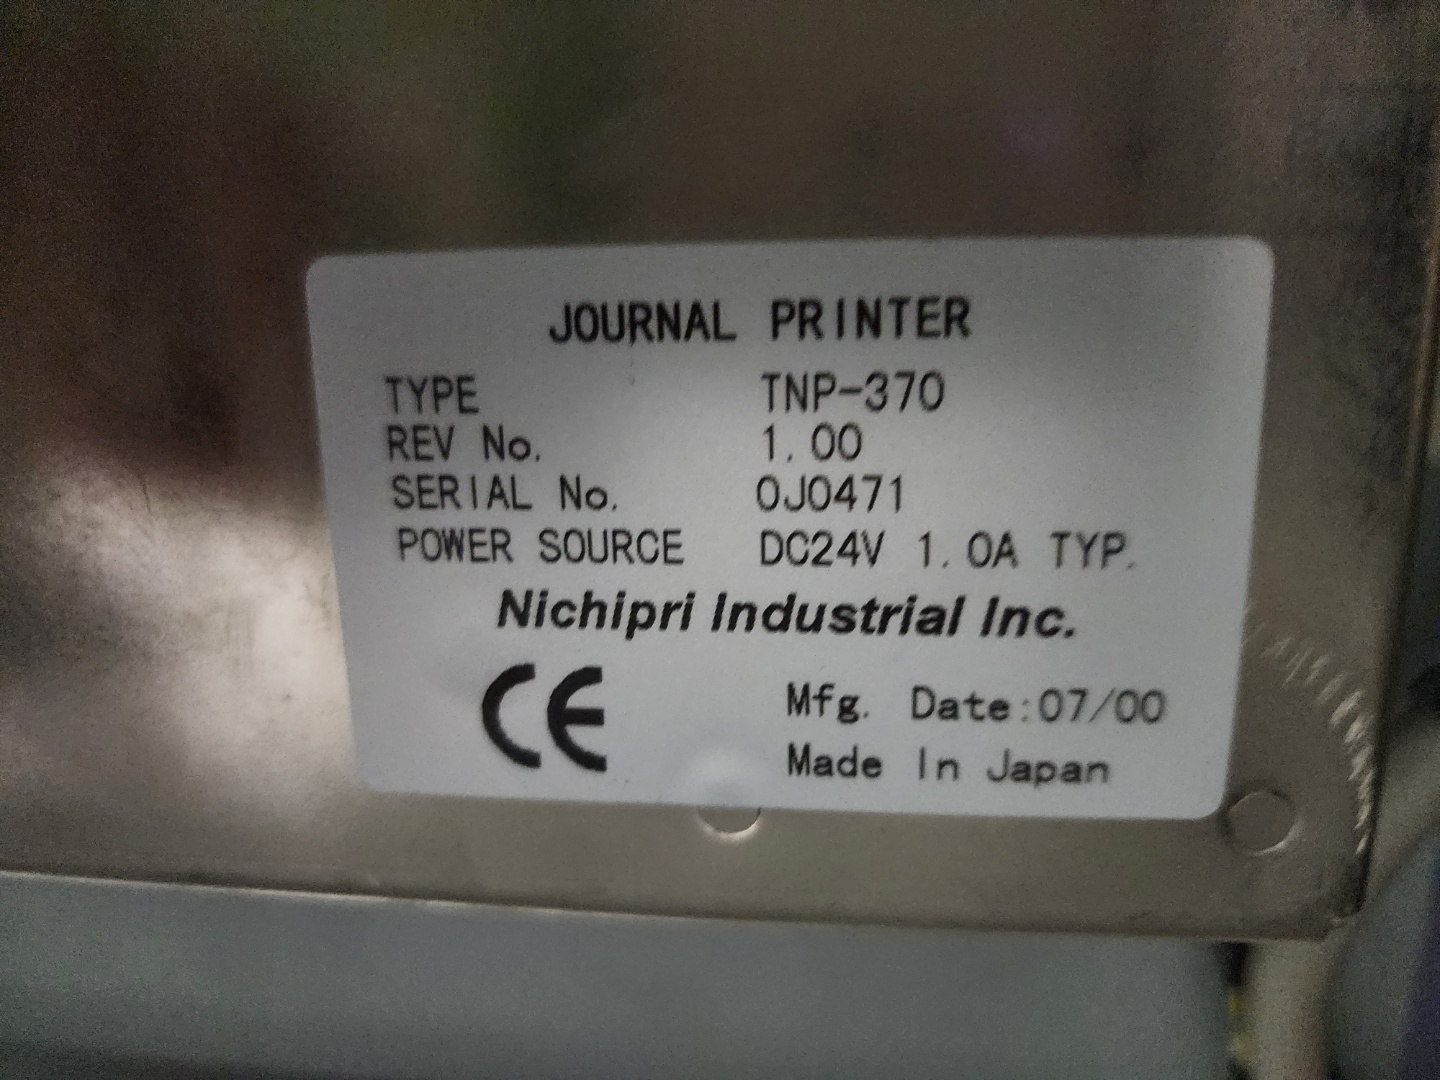 JOURNAL PRINTER
TYPE TNP-370
REV No. 1.00
SERIAL No. 0J0471
POWER SOURCE DC24V 1.0A TYP.
Nichipri Industrial Inc.
CE Mfg. Date:07/00
Made In Japan